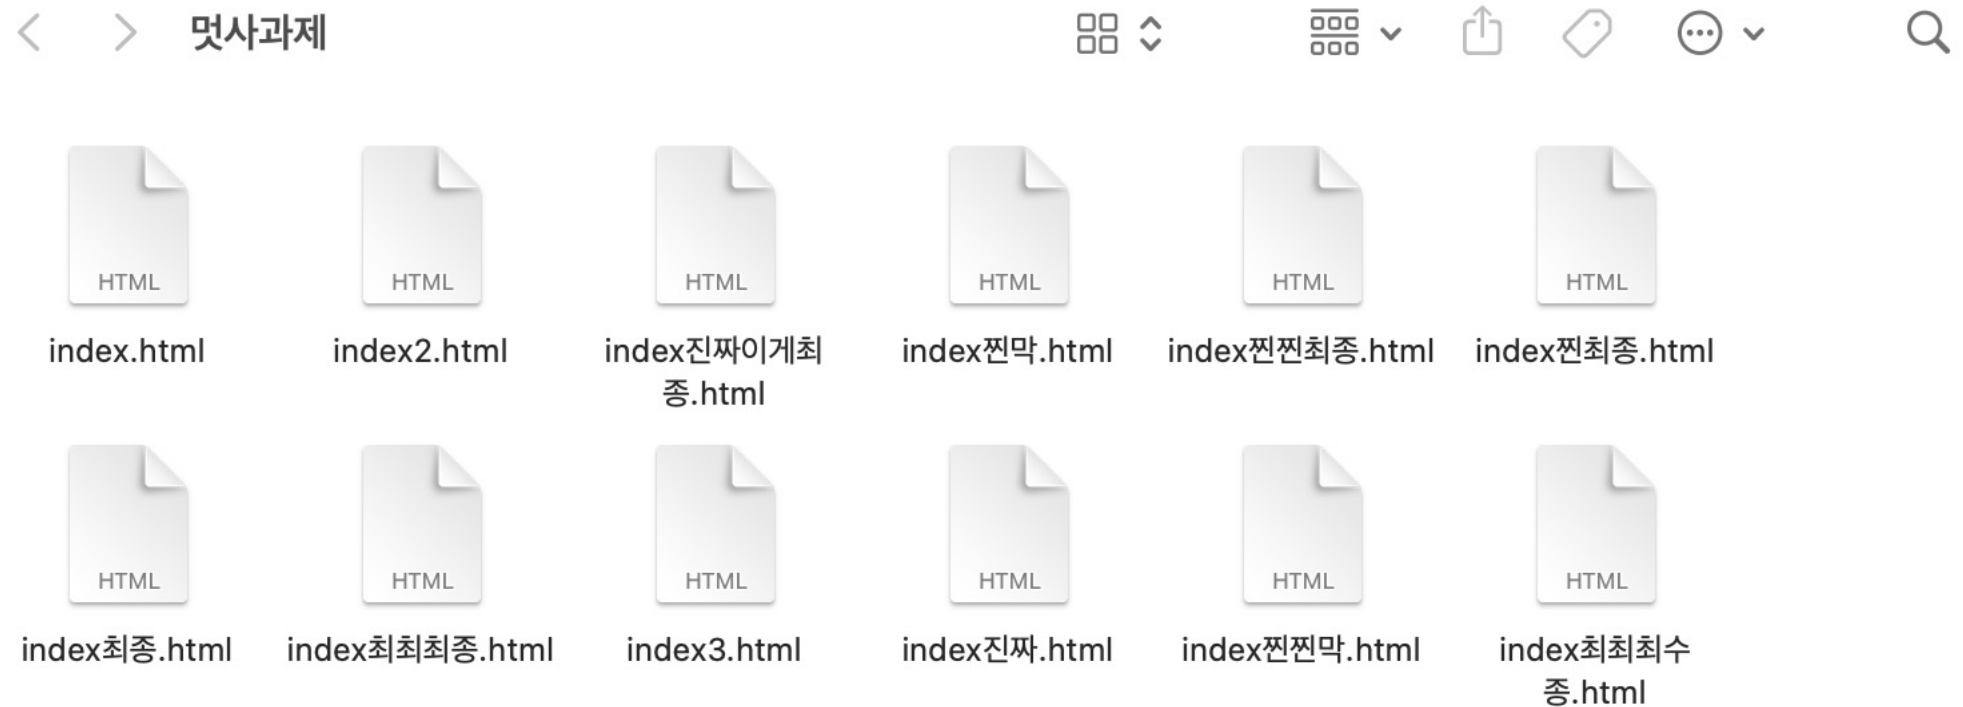 멋사과제
HTML HTML HTML HTML HTML HTML
index.html index2.html index진짜이게최 index찐막.html index찐찐최종.html index찐최종.html
종.html
HTML HTML HTML HTML HTML HTML
index최종.html index최최최종.html index3.html index진짜.html index찐찐막.html index최최최수
종.html